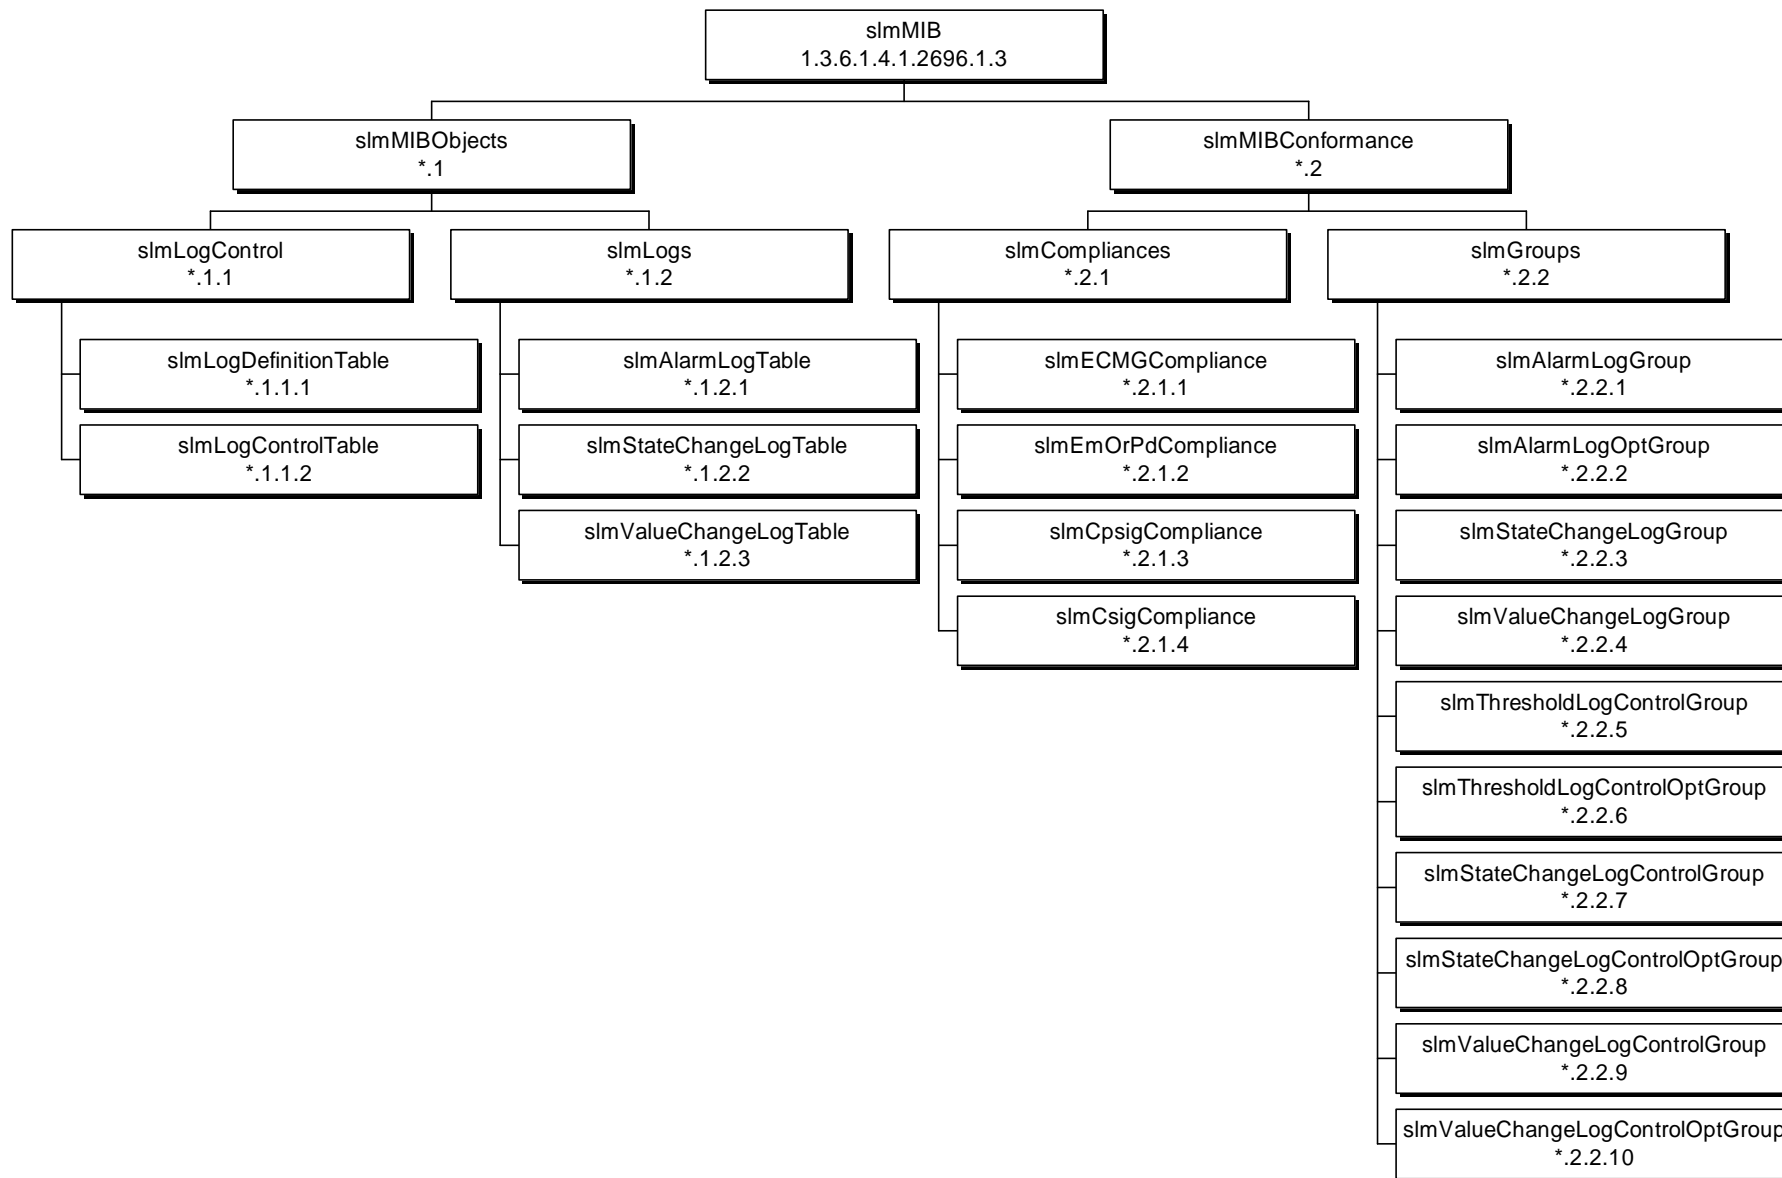 slmMIB
1.3.6.1.4.1.2696.1.3
slmMIBObjects
*.1
slmMIBConformance
*.2
slmLogControl
*.1.1
slmLogs
*.1.2
slmCompliances
*.2.1
slmGroups
*.2.2
slmLogDefinitionTable
*.1.1.1
slmLogControlTable
*.1.1.2
slmAlarmLogTable
*.1.2.1
slmStateChangeLogTable
*.1.2.2
slmValueChangeLogTable
*.1.2.3
slmECMGCompliance
*.2.1.1
slmEmOrPdCompliance
*.2.1.2
slmCpsigCompliance
*.2.1.3
slmCsigCompliance
*.2.1.4
slmAlarmLogGroup
*.2.2.1
slmAlarmLogOptGroup
*.2.2.2
slmStateChangeLogGroup
*.2.2.3
slmValueChangeLogGroup
*.2.2.4
slmThresholdLogControlGroup
*.2.2.5
slmThresholdLogControlOptGroup
*.2.2.6
slmStateChangeLogControlGroup
*.2.2.7
slmStateChangeLogControlOptGroup
*.2.2.8
slmValueChangeLogControlGroup
*.2.2.9
slmValueChangeLogControlOptGroup
*.2.2.10